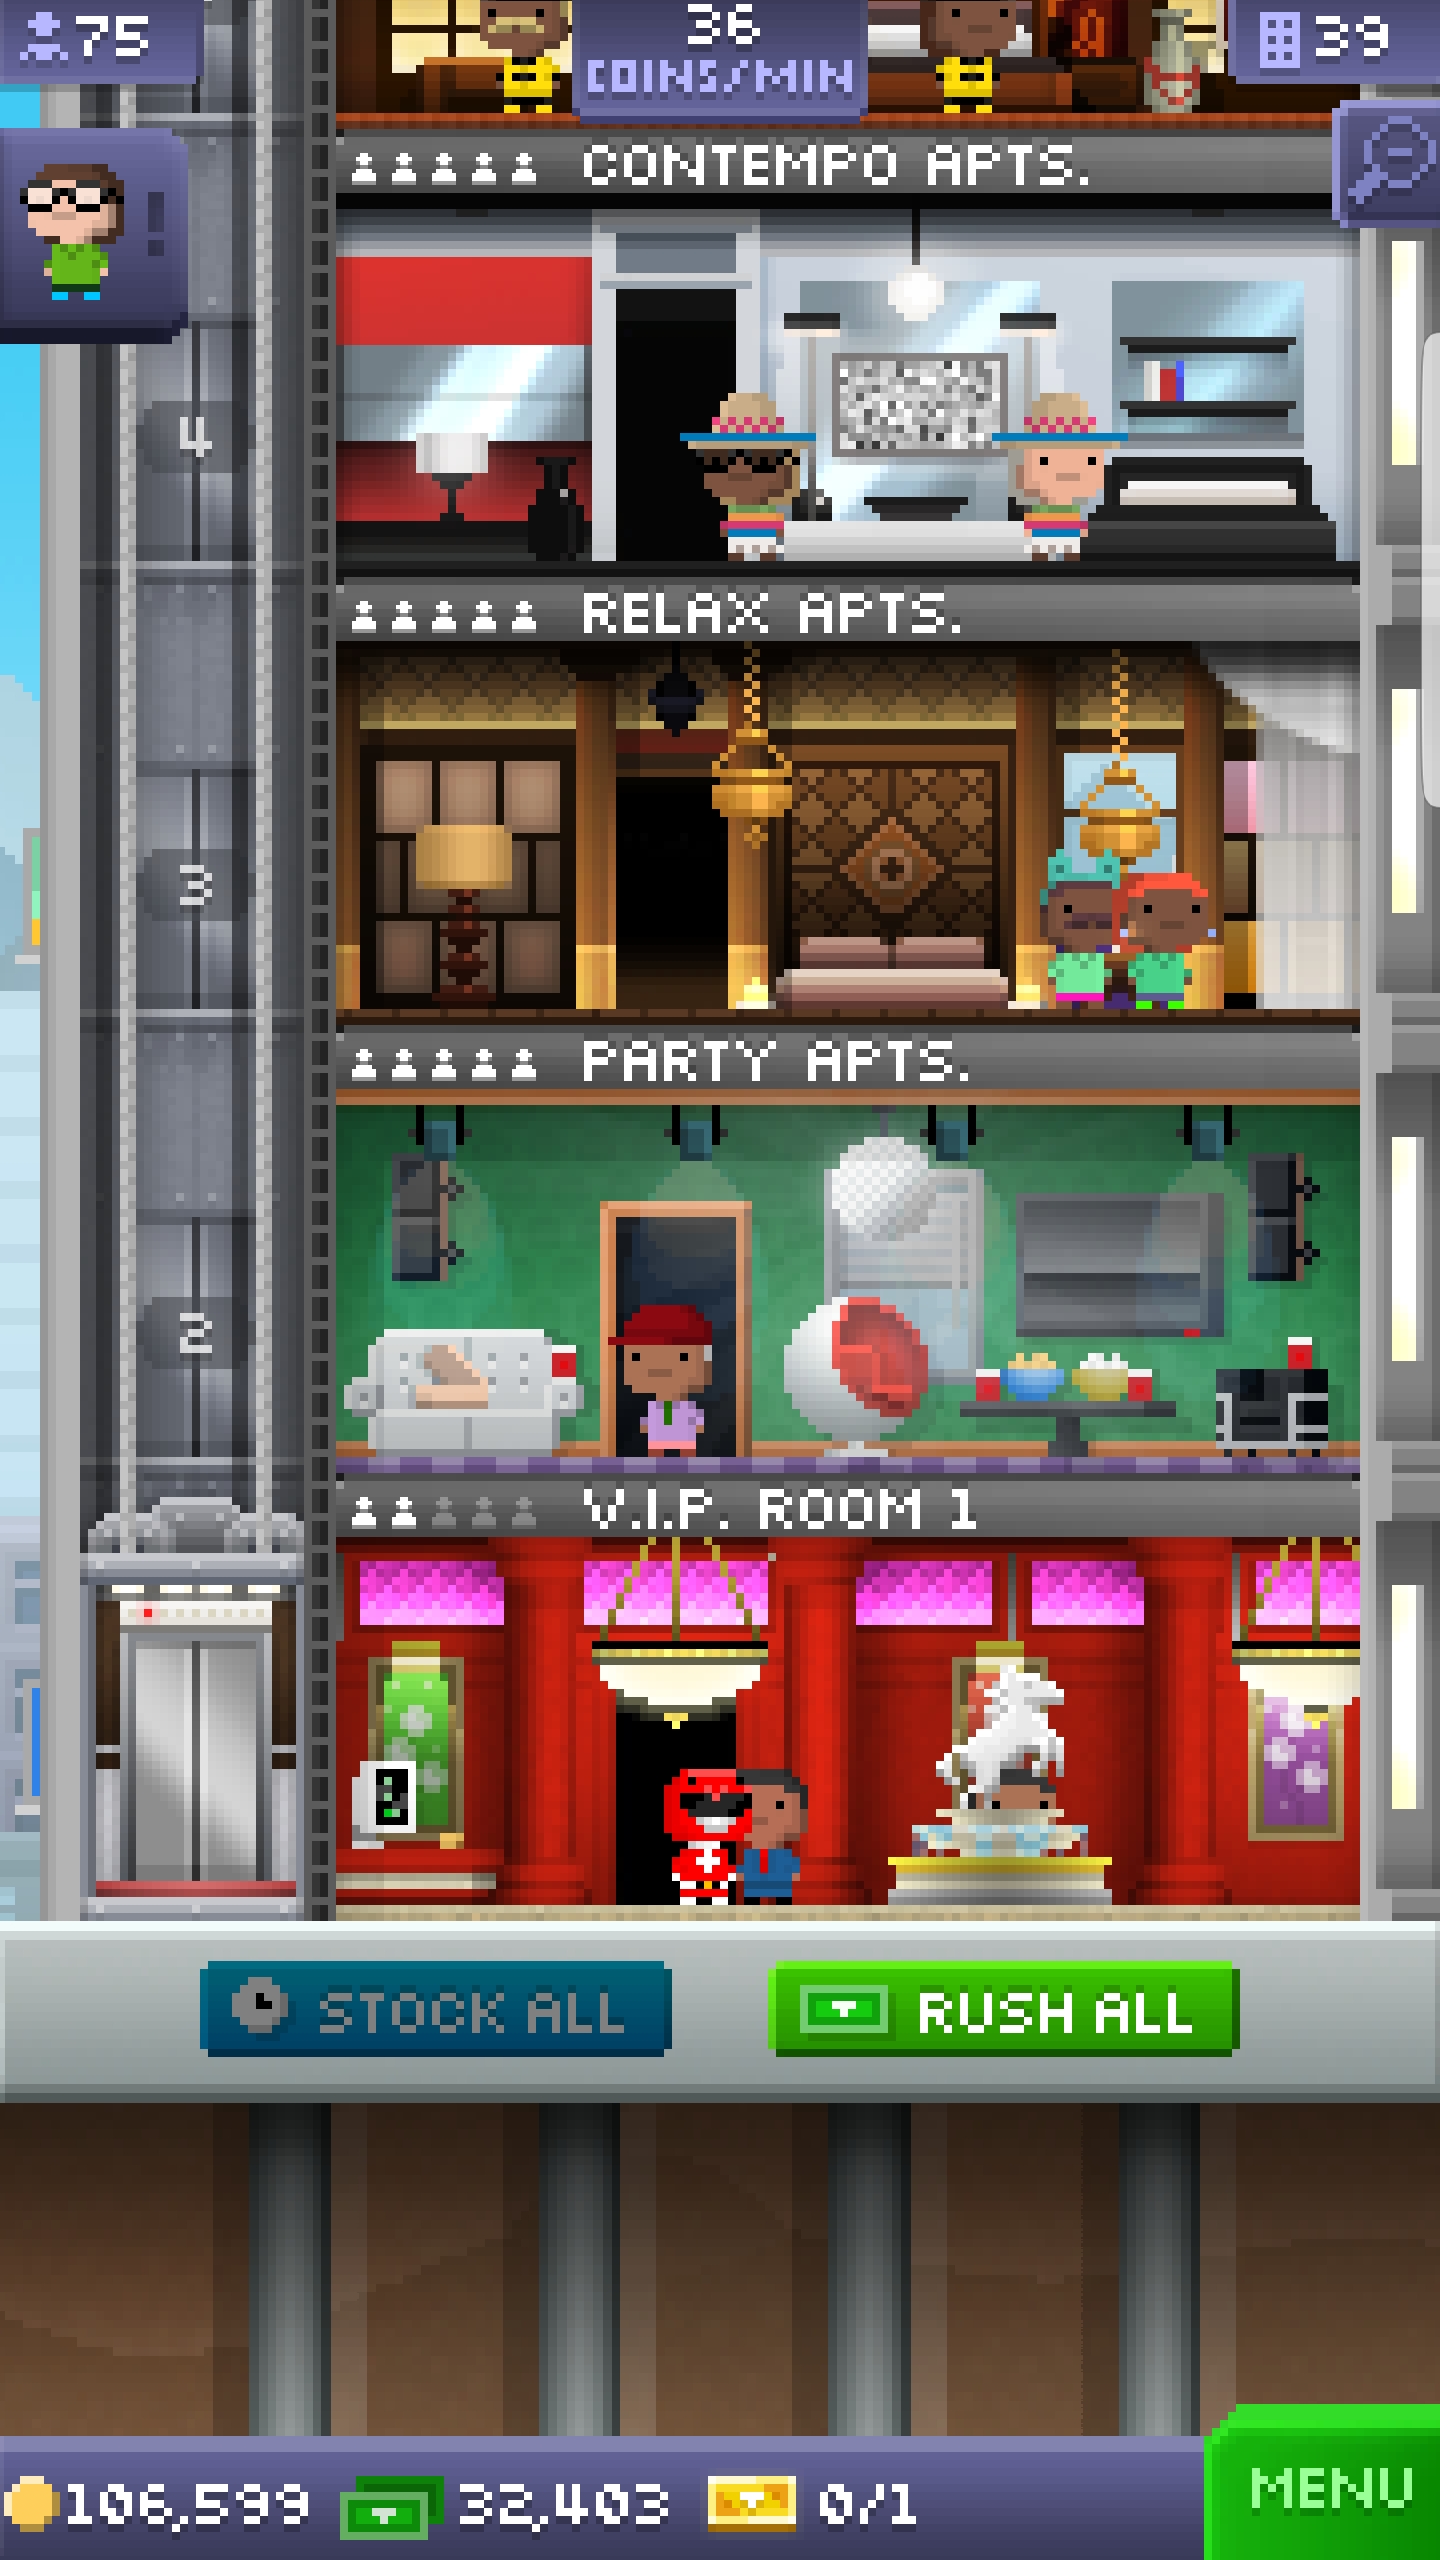 75
36
COINS/MIN
39
!
CONTEMPO APTS.
4
RELAX APTS.
3
PARTY APTS.
2
V.I.P. ROOM 1
STOCK ALL
RUSH ALL
106,599
32,403
0/1
MENU